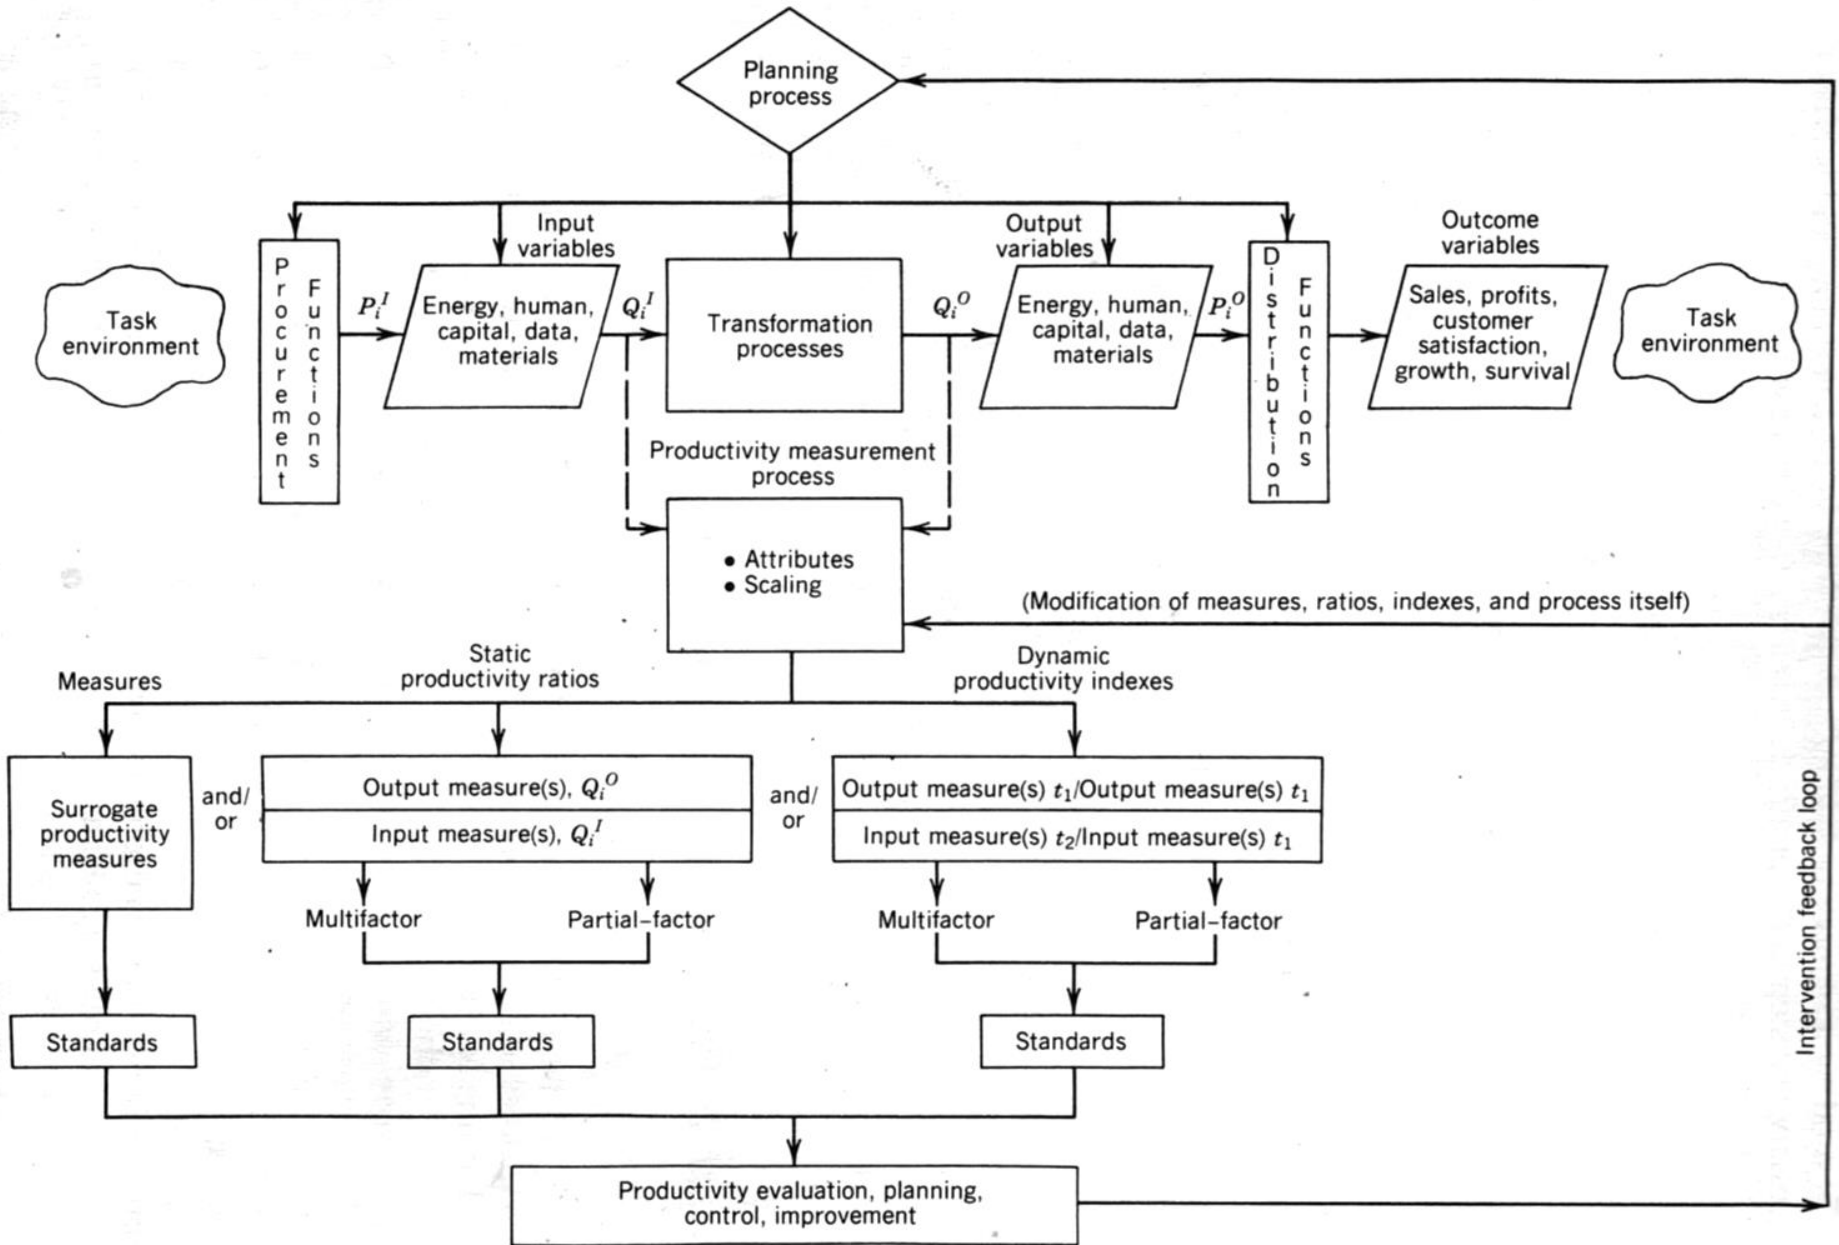 Planning
process
Input
variables
Output
variables
Outcome
variables
Task
environment
Procurement
Functions
P_i^I
Energy, human,
capital, data,
materials
Q_i^I
Transformation
processes
Q_i^O
Energy, human,
capital, data,
materials
P_i^O
Distribution
Functions
Sales, profits,
customer
satisfaction,
growth, survival
Task
environment
Productivity measurement
process
• Attributes
• Scaling
(Modification of measures, ratios, indexes, and process itself)
Measures
Static
productivity ratios
Dynamic
productivity indexes
Surrogate
productivity
measures
and/
or
Output measure(s), Q_i^O
Input measure(s), Q_i^I
and/
or
Output measure(s) t_1/Output measure(s) t_1
Input measure(s) t_2/Input measure(s) t_1
Multifactor
Partial-factor
Multifactor
Partial-factor
Standards
Standards
Standards
Productivity evaluation, planning,
control, improvement
Intervention feedback loop